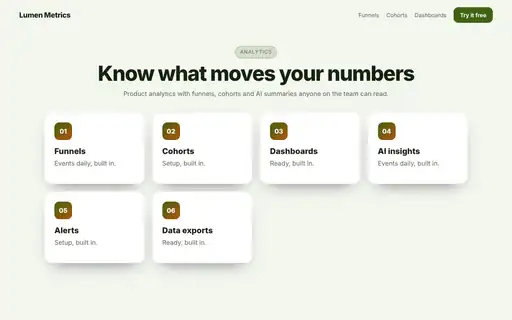 Lumen Metrics
Funnels Cohorts Dashboards Try it free
ANALYTICS
Know what moves your numbers
Product analytics with funnels, cohorts and AI summaries anyone on the team can read.
01
Funnels
Events daily, built in.
02
Cohorts
Setup, built in.
03
Dashboards
Ready, built in.
04
AI insights
Events daily, built in.
05
Alerts
Setup, built in.
06
Data exports
Ready, built in.